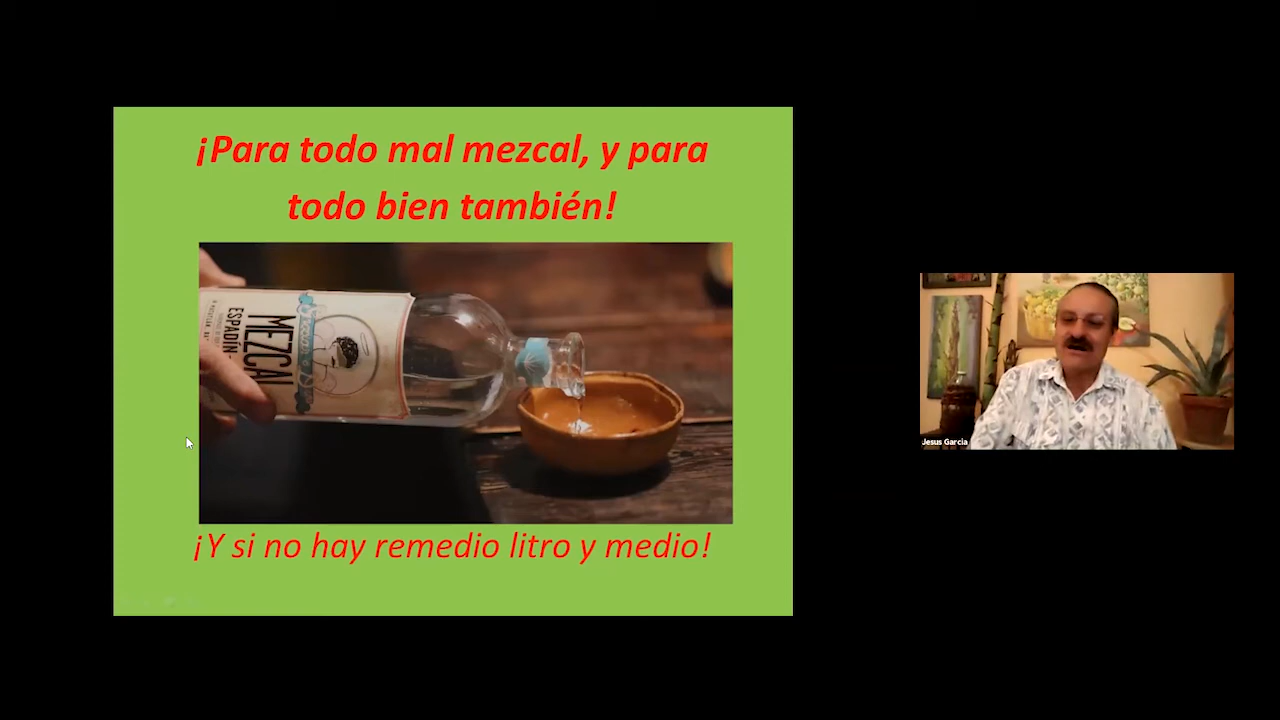 ¡Para todo mal mezcal, y para
todo bien también!
MEZCAL
ESPADÍN
¡Y si no hay remedio litro y medio!
Jesus Garcia